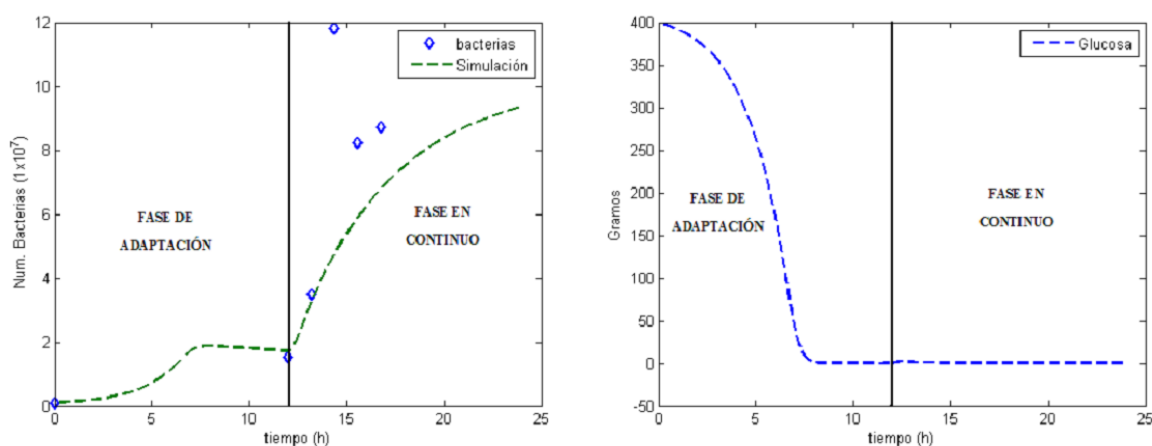 12
10
8
6
4
2
0
Num. Bacterias (1x10⁷)
bacterias
Simulación
FASE DE
ADAPTACIÓN
FASE EN
CONTINUO
0
5
10
15
20
25
tiempo (h)
400
350
300
250
200
150
100
50
0
-50
Gramos
Glucosa
FASE DE
ADAPTACIÓN
FASE EN
CONTINUO
0
5
10
15
20
25
tiempo (h)